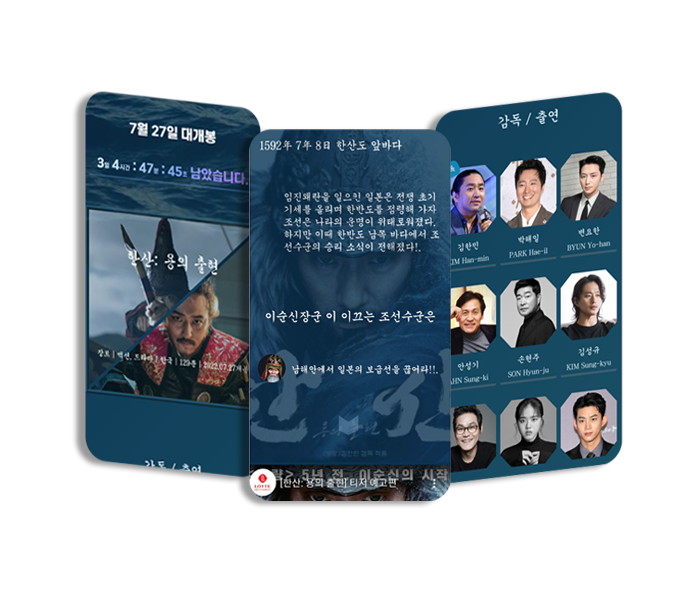 7월 27일 대개봉
3일 4시간 : 47분 : 45초 남았습니다.
한산: 용의 출현
장르 | 액션, 드라마 | 한국 | 129분 | 2022.07.27개봉
감독 / 출연
1592年 7年 8日 한산도 앞바다
임진왜란을 일으킨 일본은 전쟁 초기
기세를 올리며 한반도를 점령해 가자
조선은 나라의 운명이 위태로워졌다.
하지만 이때 한반도 남쪽 바다에서 조
선수군의 승리 소식이 전해졌다!.
이순신장군 이 이끄는 조선수군은
남해안에서 일본의 보급선을 끊어라!!.
한 산
용의 출현
5년 전, 이순신의 시작
LOTTE
[한산: 용의 출현] 티저 예고편
감독 / 출연
김한민
KIM Han-min
박해일
PARK Hae-il
변요한
BYUN Yo-han
안성기
AHN Sung-ki
손현주
SON Hyun-ju
김성규
KIM Sung-kyu